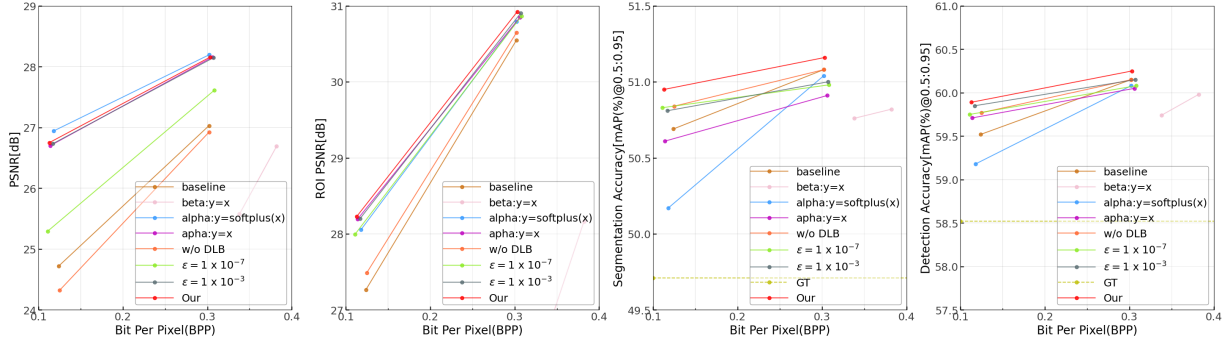 29
28
27
26
25
24
PSNR[dB]
0.1
0.2
0.3
0.4
Bit Per Pixel(BPP)
baseline
beta:y=x
alpha:y=softplus(x)
apha:y=x
w/o DLB
ε = 1 x 10⁻⁷
ε = 1 x 10⁻³
Our
31
30
29
28
27
ROI PSNR[dB]
0.1
0.2
0.3
0.4
Bit Per Pixel(BPP)
baseline
beta:y=x
alpha:y=softplus(x)
apha:y=x
w/o DLB
ε = 1 x 10⁻⁷
ε = 1 x 10⁻³
Our
51.5
51.0
50.5
50.0
49.5
Segmentation Accuracy[mAP(%)@0.5:0.95]
0.1
0.2
0.3
0.4
Bit Per Pixel(BPP)
baseline
beta:y=x
alpha:y=softplus(x)
apha:y=x
w/o DLB
ε = 1 x 10⁻⁷
ε = 1 x 10⁻³
GT
Our
61.0
60.5
60.0
59.5
59.0
58.5
58.0
57.5
Detection Accuracy[mAP(%)@0.5:0.95]
0.1
0.2
0.3
0.4
Bit Per Pixel(BPP)
baseline
beta:y=x
alpha:y=softplus(x)
apha:y=x
w/o DLB
ε = 1 x 10⁻⁷
ε = 1 x 10⁻³
GT
Our